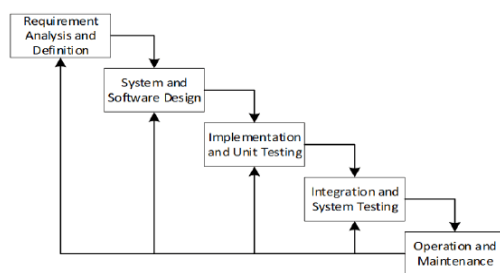 Requirement
Analysis and
Definition
System and
Software Design
Implementation
and Unit Testing
Integration and
System Testing
Operation and
Maintenance